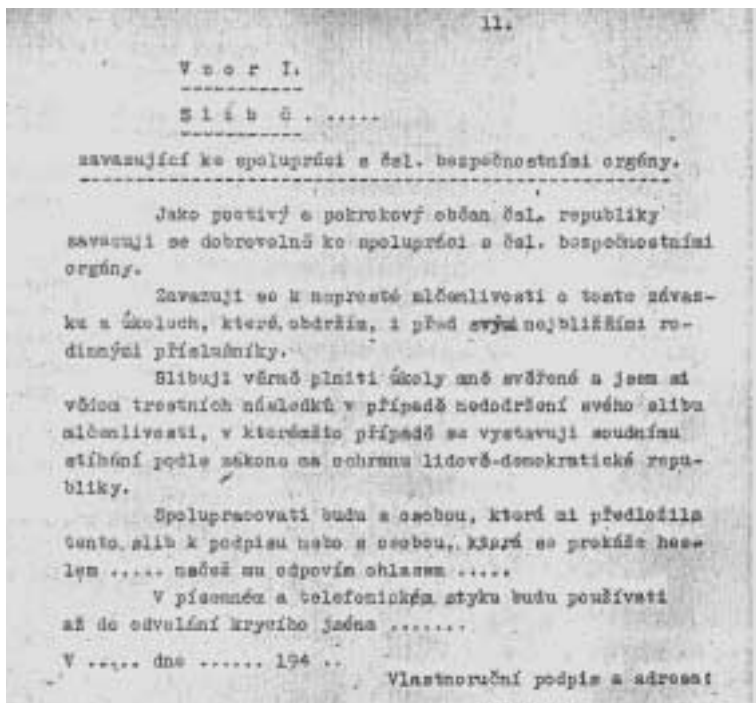 11.
V z o r I.
S l i b č . .....
zavazující ke spolupráci s čsl. bezpečnostními orgány.
Jako poctivý a pokrokový občan čsl. republiky
zavazuji se dobrovolně ke spolupráci s čsl. bezpečnostními
orgány.
Zavazuji se k naprosté mlčenlivosti o tomto závaz-
ku a úkolech, které obdržím, i před svými nejbližšími ro-
dinnými příslušníky.
Slibuji věrně plniti úkoly mně svěřené a jsem si
vědom trestních následků v případě nedodržení svého slibu
mlčenlivosti, v kterémžto případě se vystavuji soudnímu
stíhání podle zákona na ochranu lidově-demokratické repu-
bliky.
Spolupracovati budu s osobou, která mi předložila
tento slib k podpisu nebo s osobou, která se prokáže hes-
lem ..... načež mu odpovím ohlasem .....
V písemném a telefonickém styku budu používati
až do odvolání krycího jména .......
V ..... dne ...... 194 ..
Vlastnoruční podpis a adresa: